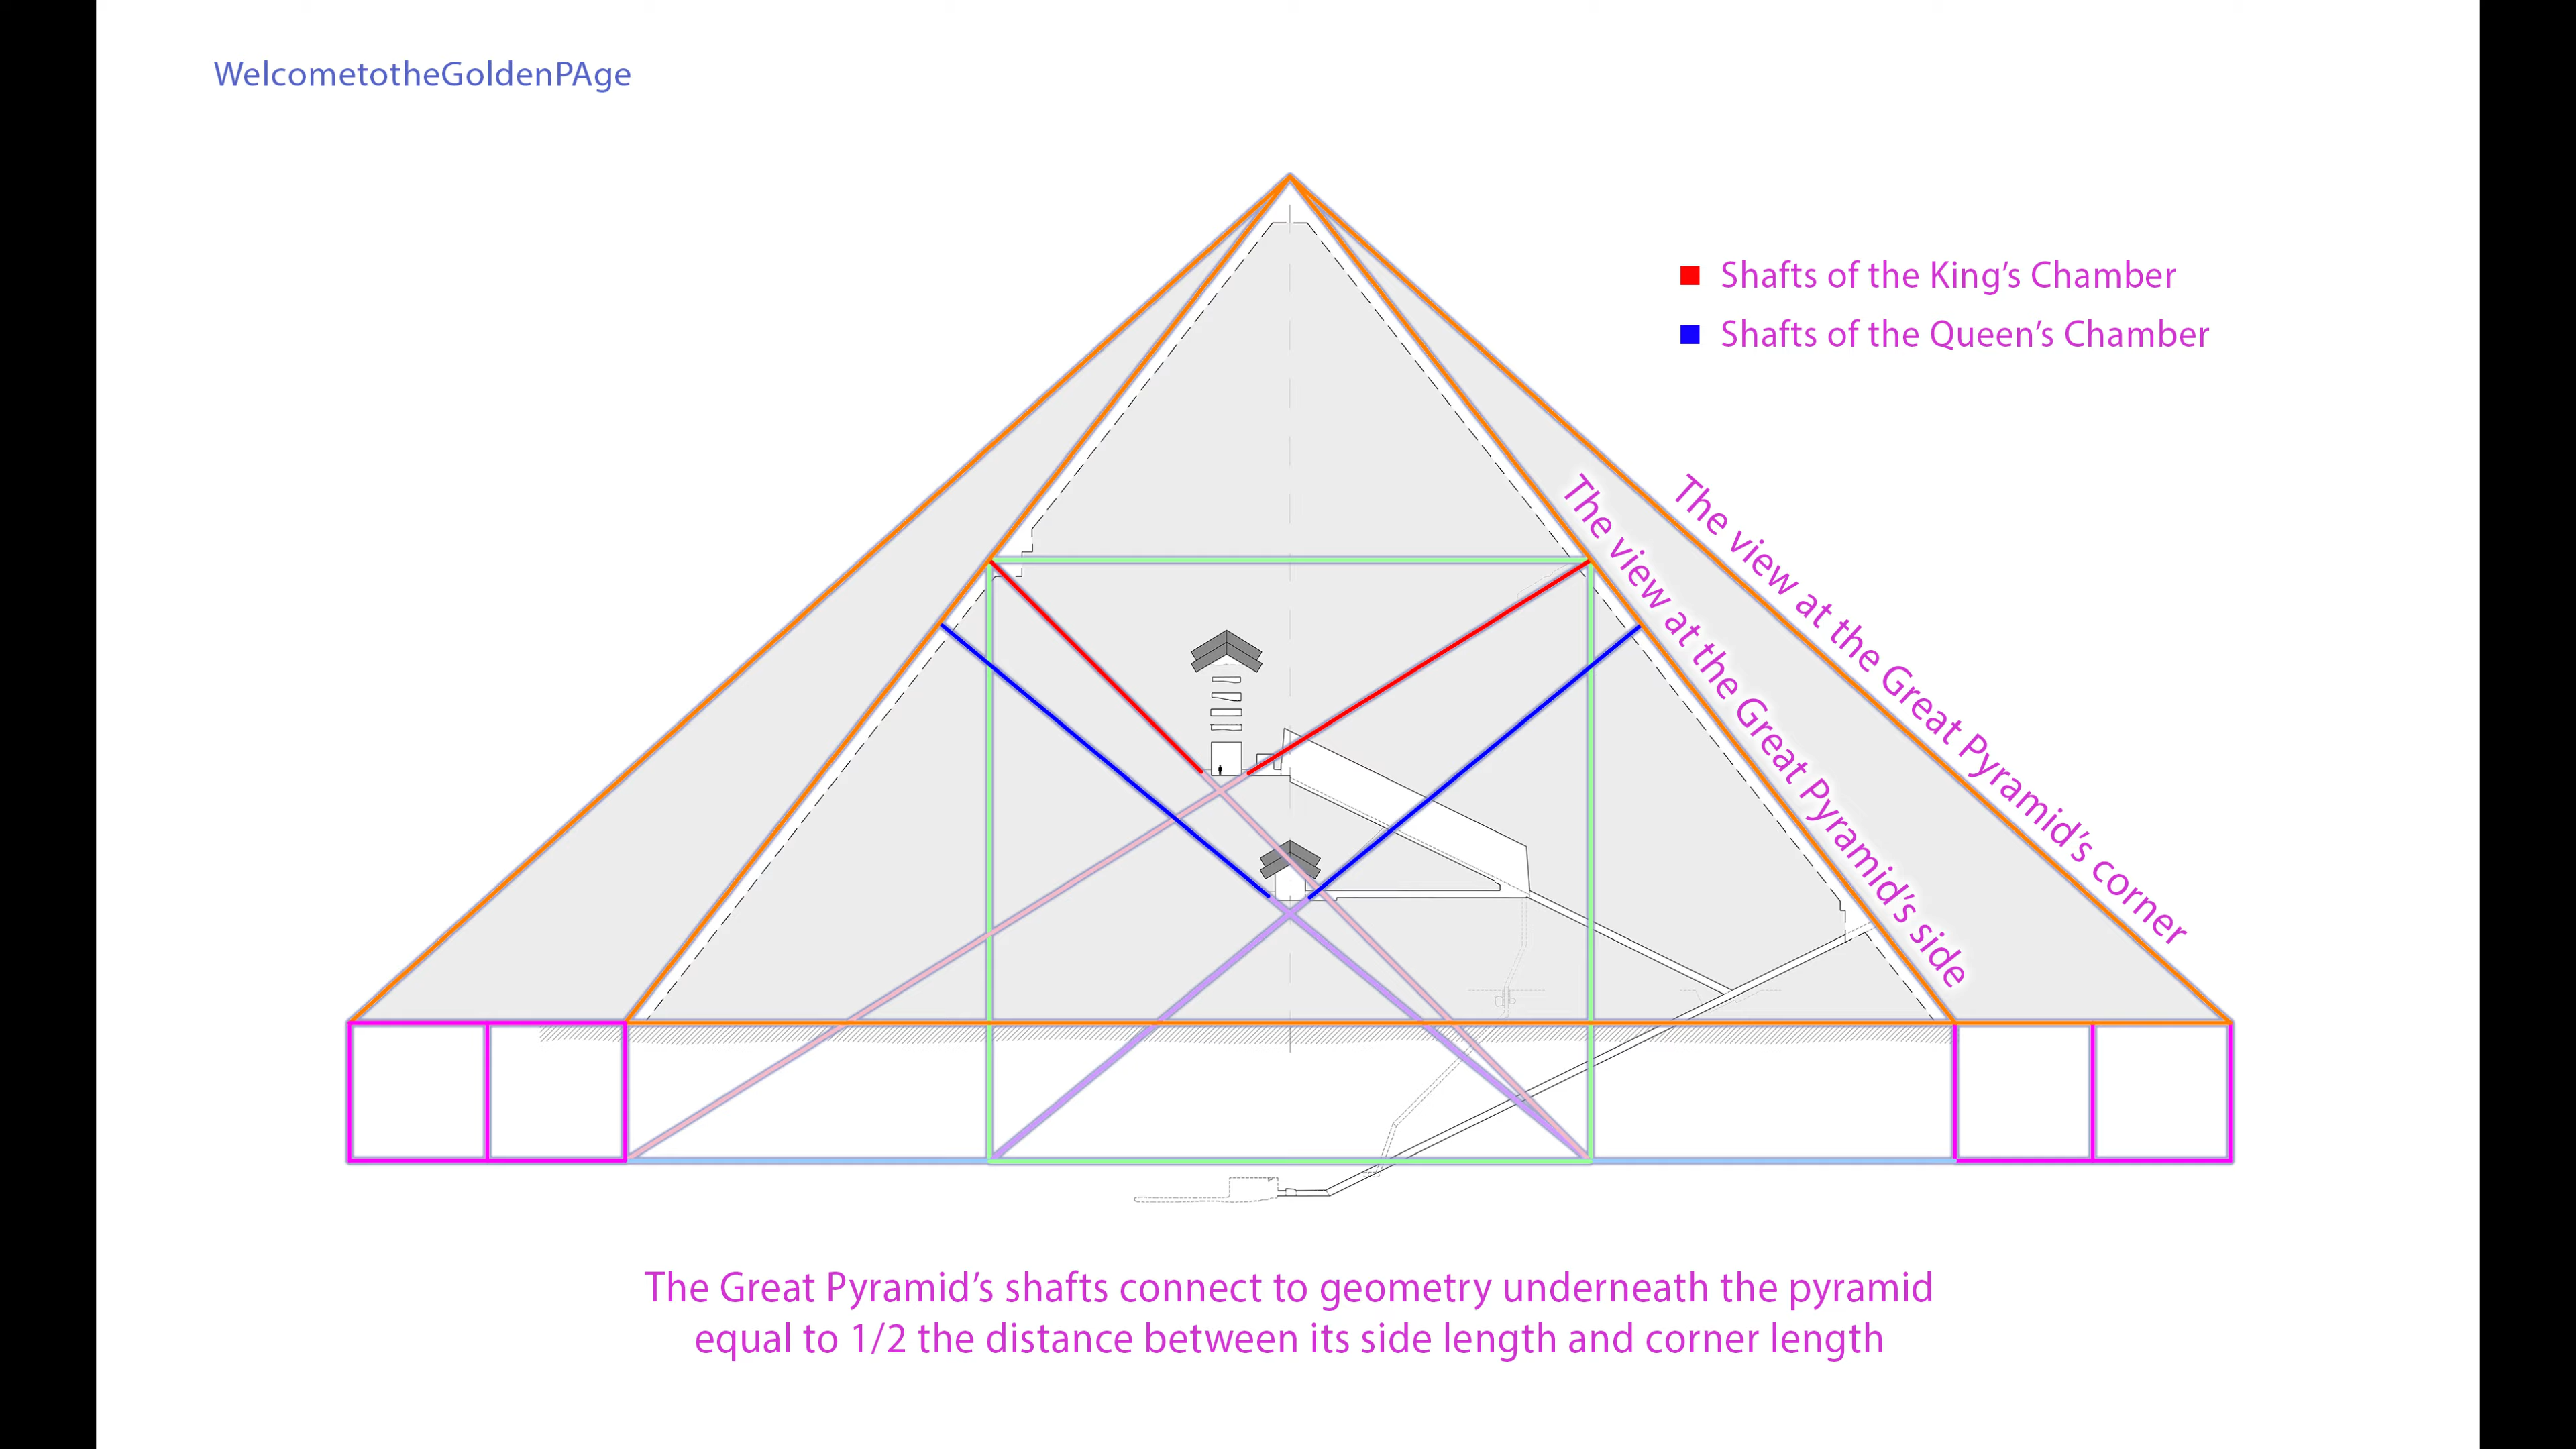 WelcometotheGoldenPAge
Shafts of the King’s Chamber
Shafts of the Queen’s Chamber
The view at the Great Pyramid’s side
The view at the Great Pyramid’s corner
The Great Pyramid’s shafts connect to geometry underneath the pyramid
equal to 1/2 the distance between its side length and corner length